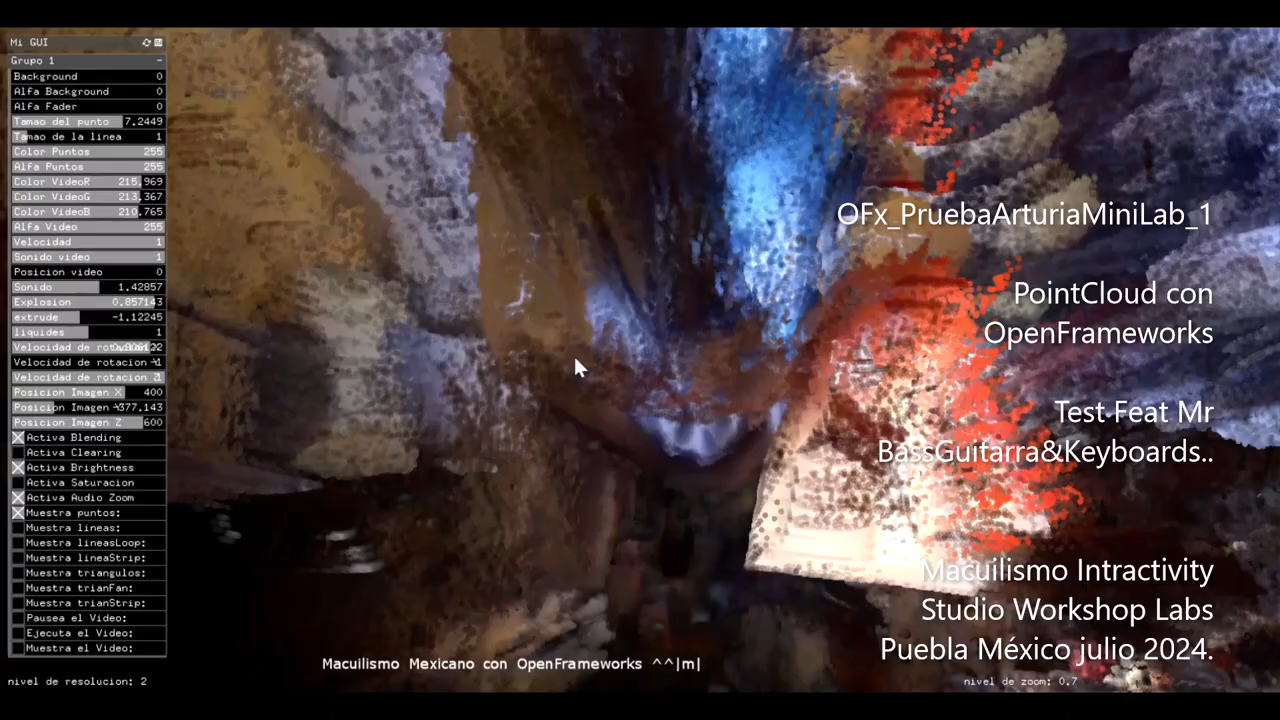 Mi GUI
Grupo 1 -
Background 0
Alfa Background 0
Alfa Fader 0
Tamao del punto 7.2449
Tamao de la linea 1
Color Puntos 255
Alfa Puntos 255
Color VideoR 215.969
Color VideoG 213.367
Color VideoB 210.765
Alfa Video 255
Velocidad 1
Sonido video 1
Posicion video 0
Sonido 1.42857
Explosion 0.857143
extrude -1.12245
liquides 1
Velocidad de
Velocidad de rotacion
Velocidad de rotacion
Posicion Imagen X 400
Posicion Imagen
Posicion Imagen Z 600
Activa Blending
Activa Clearing
Activa Brightness
Activa Saturacion
Activa Audio Zoom
Muestra puntos:
Muestra lineas:
Muestra lineasLoop:
Muestra lineaStrip:
Muestra triangulos:
Muestra trianFan:
Muestra trianStrip:
Pausea el Video:
Ejecuta el Video:
Muestra el Video:
nivel de resolucion: 2
OFx_PruebaArturiaMiniLab_1
PointCloud con
OpenFrameworks
Test Feat Mr
BassGuitarra&Keyboards..
Macuilismo Intractivity
Studio Workshop Labs
Puebla México julio 2024.
Macuilismo Mexicano con OpenFrameworks ^^|m|
nivel de zoom: 0.7